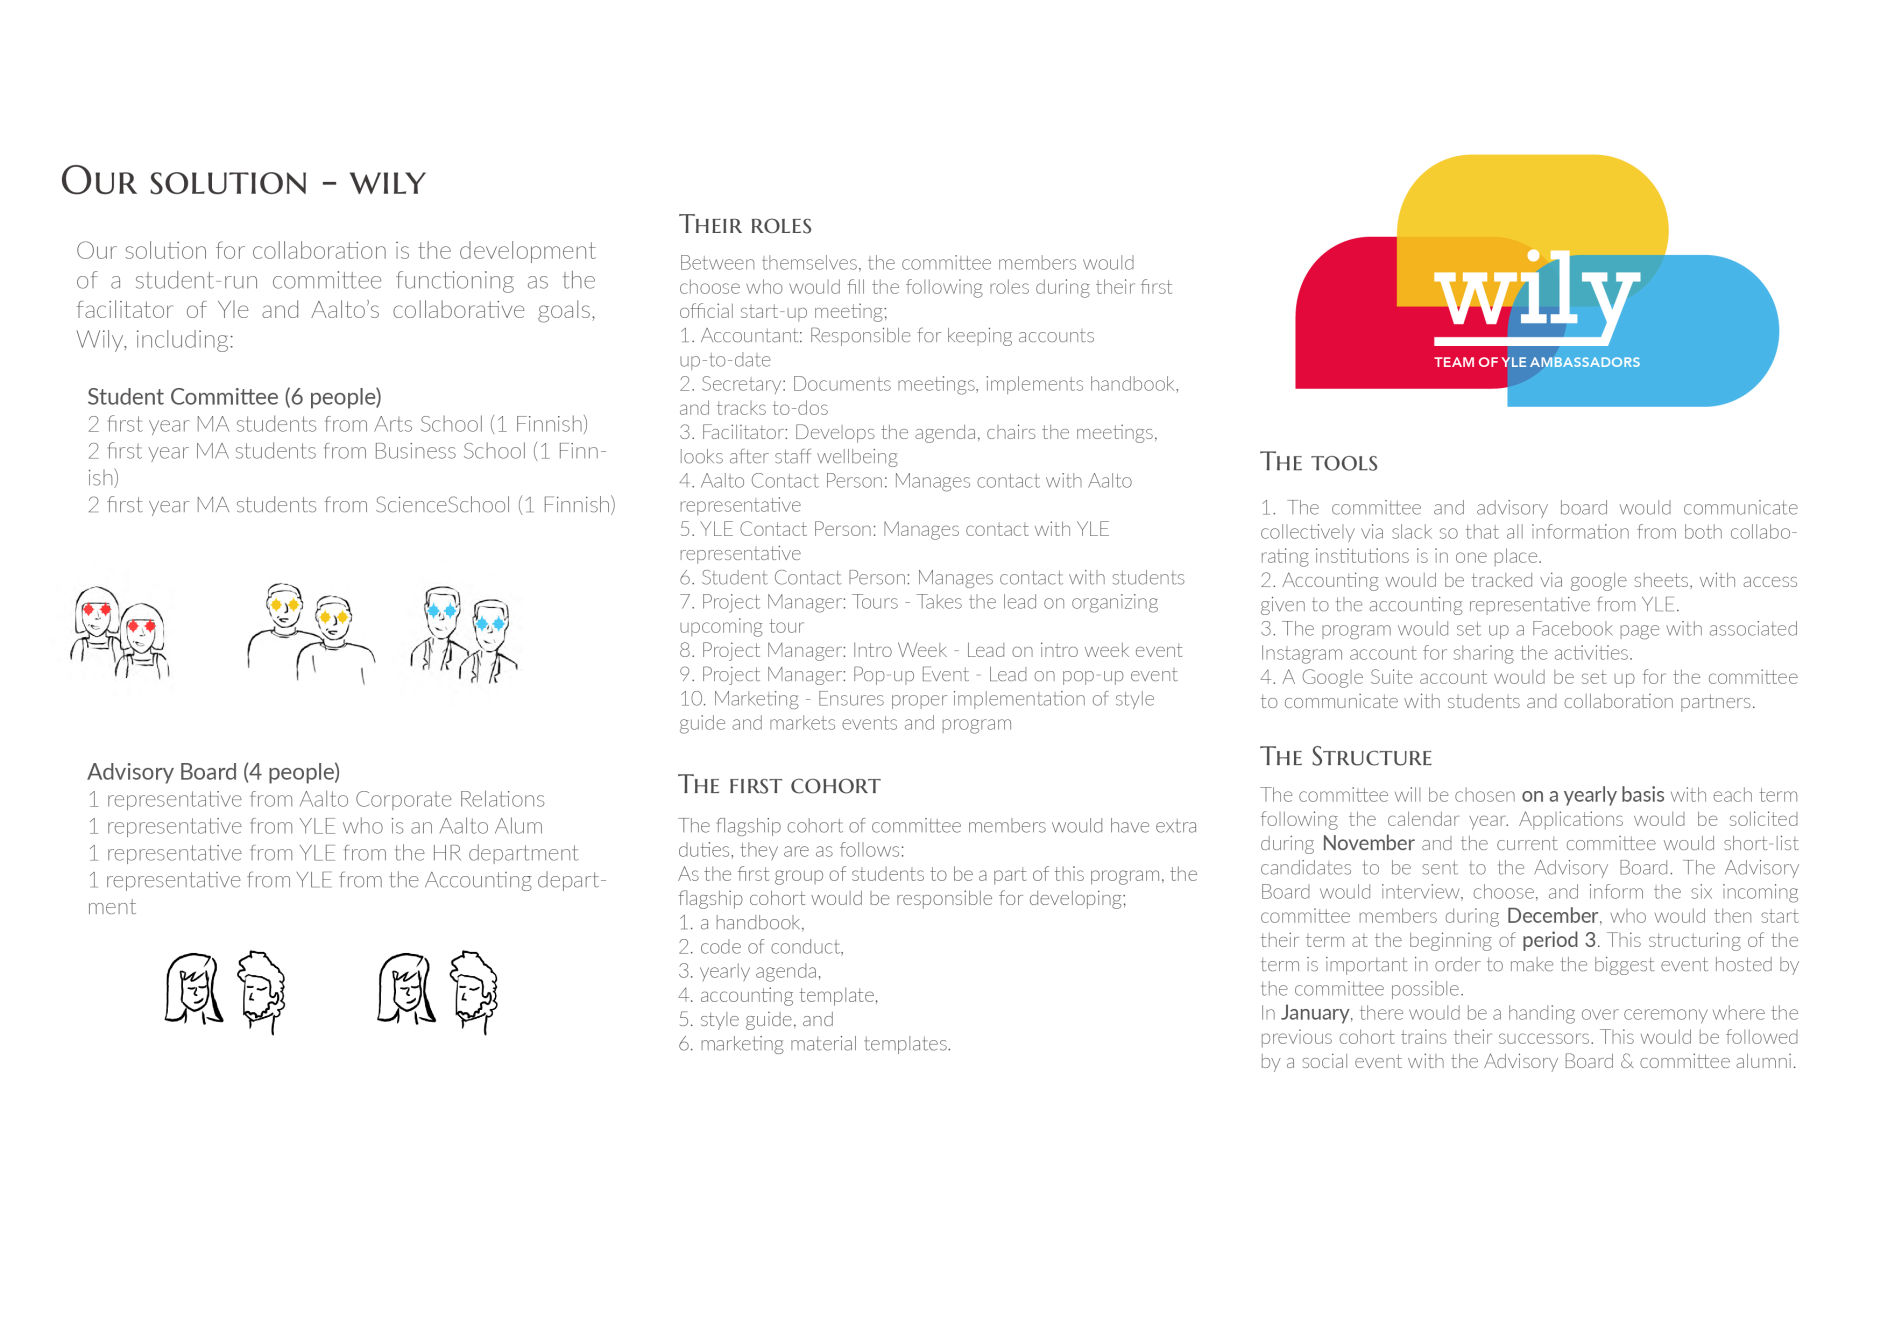 Our solution - wily
Our solution for collaboration is the development
of a student-run committee functioning as the
facilitator of Yle and Aalto's collaborative goals,
Wily, including:
Student Committee (6 people)
2 first year MA students from Arts School (1 Finnish)
2 first year MA students from Business School (1 Finn-
ish)
2 first year MA students from ScienceSchool (1 Finnish)
Advisory Board (4 people)
1 representative from Aalto Corporate Relations
1 representative from YLE who is an Aalto Alum
1 representative from YLE from the HR department
1 representative from YLE from the Accounting depart-
ment
Their roles
Between themselves, the committee members would
choose who would fill the following roles during their first
official start-up meeting;
1. Accountant: Responsible for keeping accounts
up-to-date
2. Secretary: Documents meetings, implements handbook,
and tracks to-dos
3. Facilitator: Develops the agenda, chairs the meetings,
looks after staff wellbeing
4. Aalto Contact Person: Manages contact with Aalto
representative
5. YLE Contact Person: Manages contact with YLE
representative
6. Student Contact Person: Manages contact with students
7. Project Manager: Tours - Takes the lead on organizing
upcoming tour
8. Project Manager: Intro Week - Lead on intro week event
9. Project Manager: Pop-up Event - Lead on pop-up event
10. Marketing - Ensures proper implementation of style
guide and markets events and program
The first cohort
The flagship cohort of committee members would have extra
duties, they are as follows:
As the first group of students to be a part of this program, the
flagship cohort would be responsible for developing;
1. a handbook,
2. code of conduct,
3. yearly agenda,
4. accounting template,
5. style guide, and
6. marketing material templates.
wily
TEAM OF YLE AMBASSADORS
The tools
1. The committee and advisory board would communicate
collectively via slack so that all information from both collabo-
rating institutions is in one place.
2. Accounting would be tracked via google sheets, with access
given to the accounting representative from YLE.
3. The program would set up a Facebook page with associated
Instagram account for sharing the activities.
4. A Google Suite account would be set up for the committee
to communicate with students and collaboration partners.
The Structure
The committee will be chosen on a yearly basis with each term
following the calendar year. Applications would be solicited
during November and the current committee would short-list
candidates to be sent to the Advisory Board. The Advisory
Board would interview, choose, and inform the six incoming
committee members during December, who would then start
their term at the beginning of period 3. This structuring of the
term is important in order to make the biggest event hosted by
the committee possible.
In January, there would be a handing over ceremony where the
previous cohort trains their successors. This would be followed
by a social event with the Advisory Board & committee alumni.